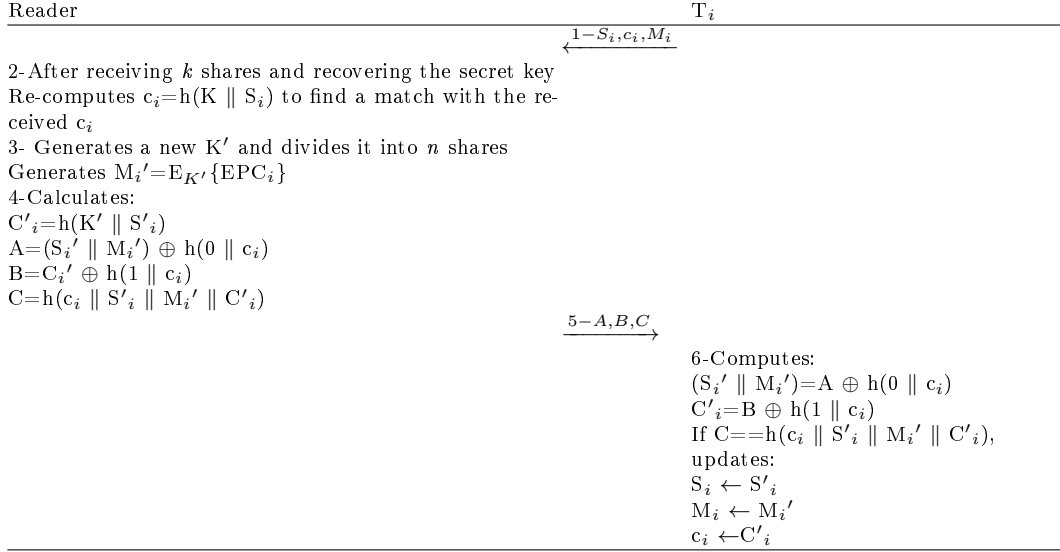 Reader T_i
1−S_i,c_i,M_i
2-After receiving k shares and recovering the secret key
Re-computes c_i=h(K ∥ S_i) to find a match with the re-
ceived c_i
3- Generates a new K′ and divides it into n shares
Generates M_i′=E_K′{EPC_i}
4-Calculates:
C′_i=h(K′ ∥ S′_i)
A=(S_i′ ∥ M_i′) ⊕ h(0 ∥ c_i)
B=C_i′ ⊕ h(1 ∥ c_i)
C=h(c_i ∥ S′_i ∥ M_i′ ∥ C′_i)
5−A,B,C
6-Computes:
(S_i′ ∥ M_i′)=A ⊕ h(0 ∥ c_i)
C′_i=B ⊕ h(1 ∥ c_i)
If C==h(c_i ∥ S′_i ∥ M_i′ ∥ C′_i),
updates:
S_i ← S′_i
M_i ← M_i′
c_i ←C′_i